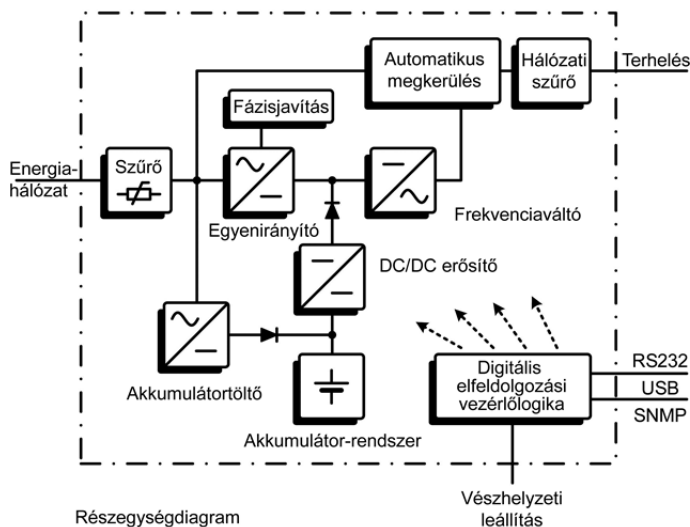 Automatikus
megkerülés
Hálózati
szűrő
Terhelés
Fázisjavítás
Energia-
hálózat
Szűrő
Egyenirányító
Frekvenciaváltó
DC/DC erősítő
Akkumulátortöltő
Akkumulátor-rendszer
Digitális
elfeldolgozási
vezérlőlogika
RS232
USB
SNMP
Vészhelyzeti
leállítás
Részegységdiagram